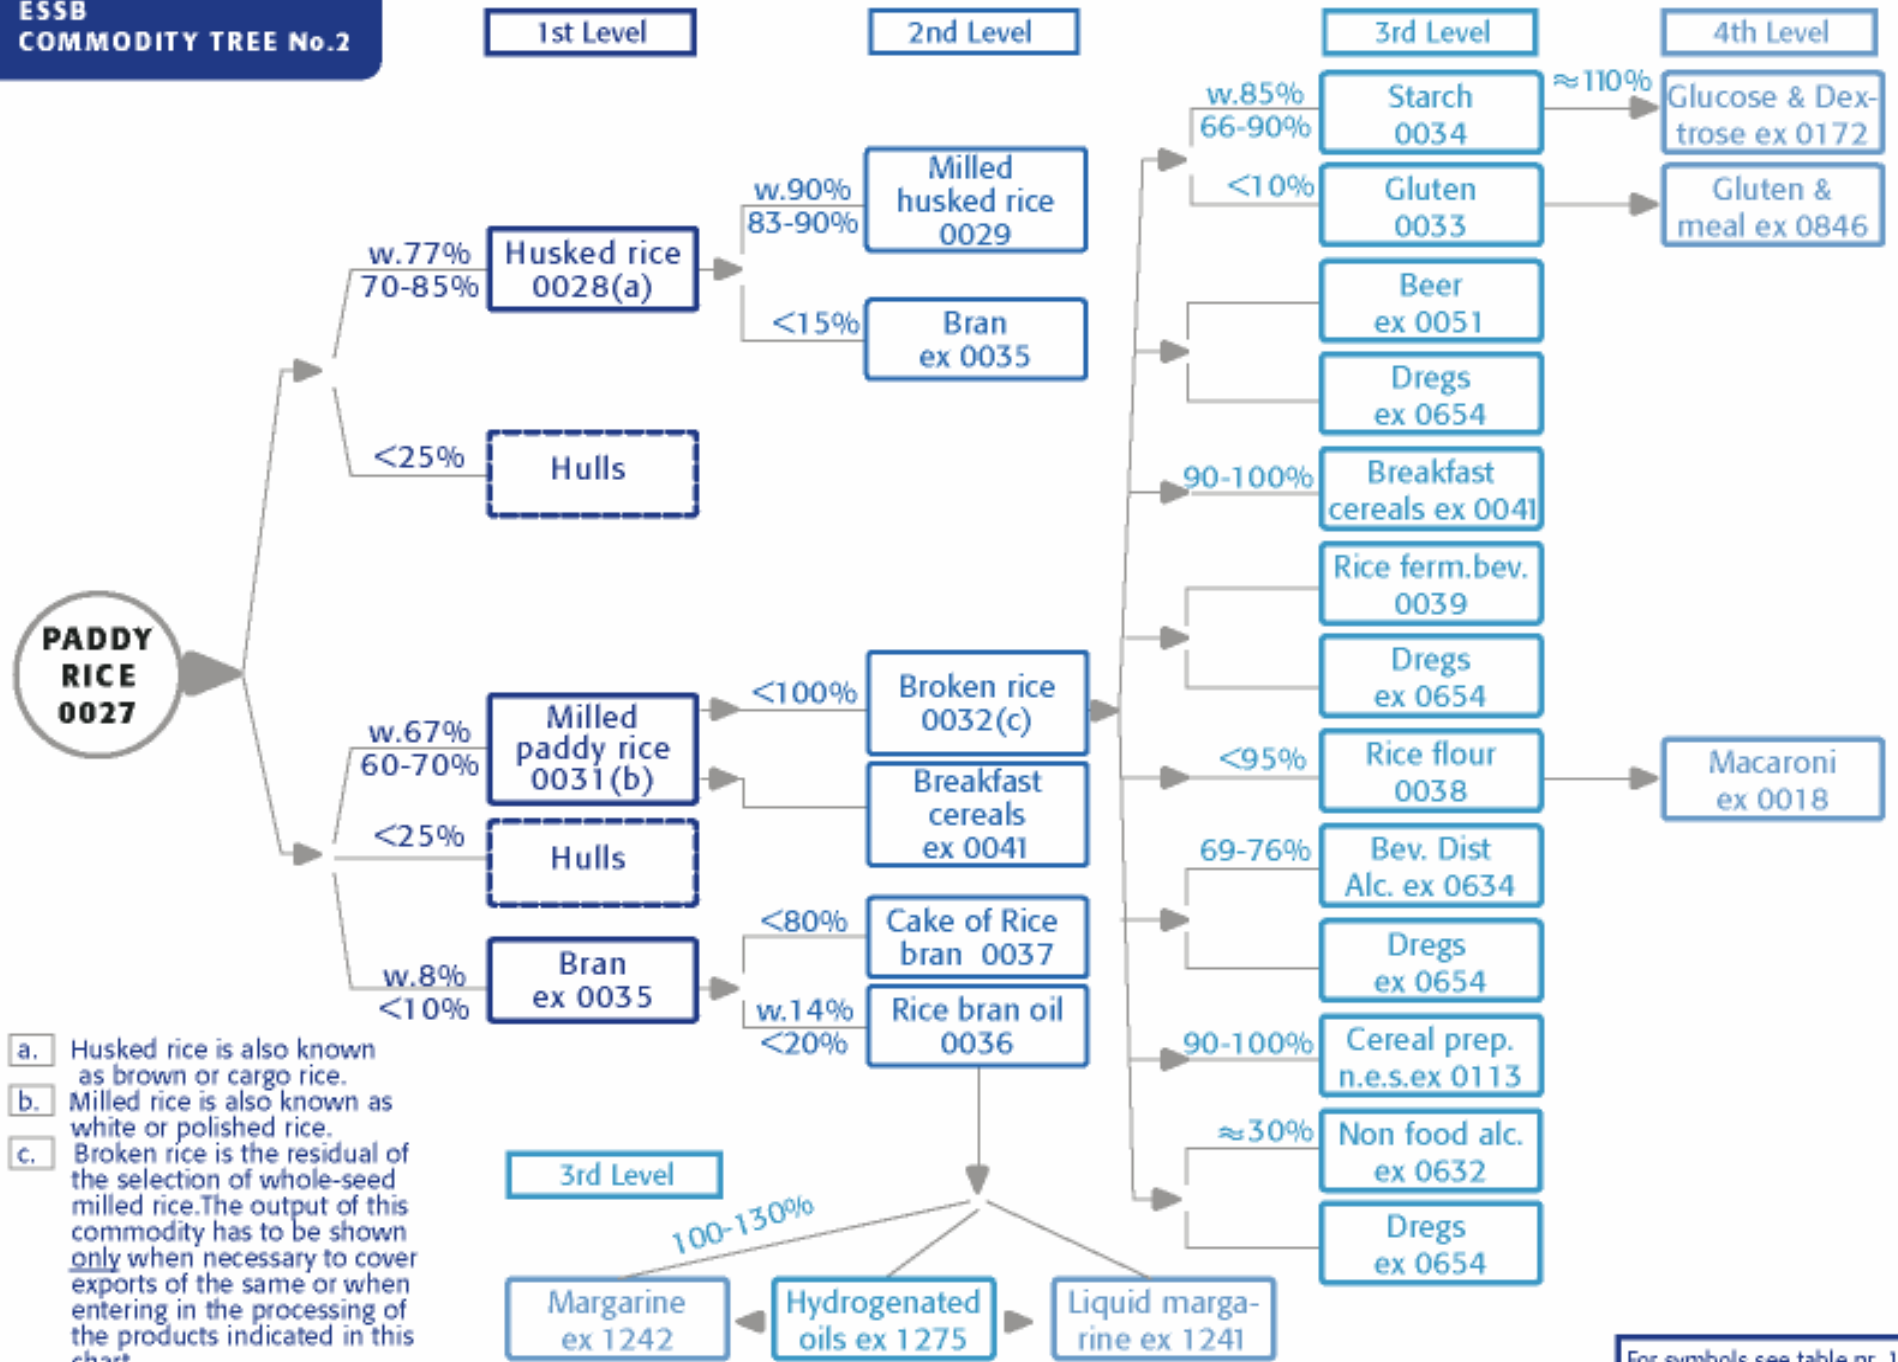 ESSB
COMMODITY TREE No.2
1st Level
2nd Level
3rd Level
4th Level
PADDY
RICE
0027
w.77%
70-85%
Husked rice
0028(a)
<25%
Hulls
w.67%
60-70%
Milled
paddy rice
0031(b)
<25%
Hulls
w.8%
<10%
Bran
ex 0035
w.90%
83-90%
Milled
husked rice
0029
<15%
Bran
ex 0035
<100%
Broken rice
0032(c)
Breakfast
cereals
ex 0041
<80%
Cake of Rice
bran 0037
w.14%
<20%
Rice bran oil
0036
w.85%
66-90%
Starch
0034
<10%
Gluten
0033
Beer
ex 0051
Dregs
ex 0654
90-100%
Breakfast
cereals ex 0041
Rice ferm.bev.
0039
Dregs
ex 0654
<95%
Rice flour
0038
69-76%
Bev. Dist
Alc. ex 0634
Dregs
ex 0654
90-100%
Cereal prep.
n.e.s.ex 0113
≈30%
Non food alc.
ex 0632
Dregs
ex 0654
≈110%
Glucose & Dex-
trose ex 0172
Gluten &
meal ex 0846
Macaroni
ex 0018
3rd Level
100-130%
Margarine
ex 1242
Hydrogenated
oils ex 1275
Liquid marga-
rine ex 1241
a. Husked rice is also known
as brown or cargo rice.
b. Milled rice is also known as
white or polished rice.
c. Broken rice is the residual of
the selection of whole-seed
milled rice.The output of this
commodity has to be shown
only when necessary to cover
exports of the same or when
entering in the processing of
the products indicated in this
chart
For symbols see table nr. 1